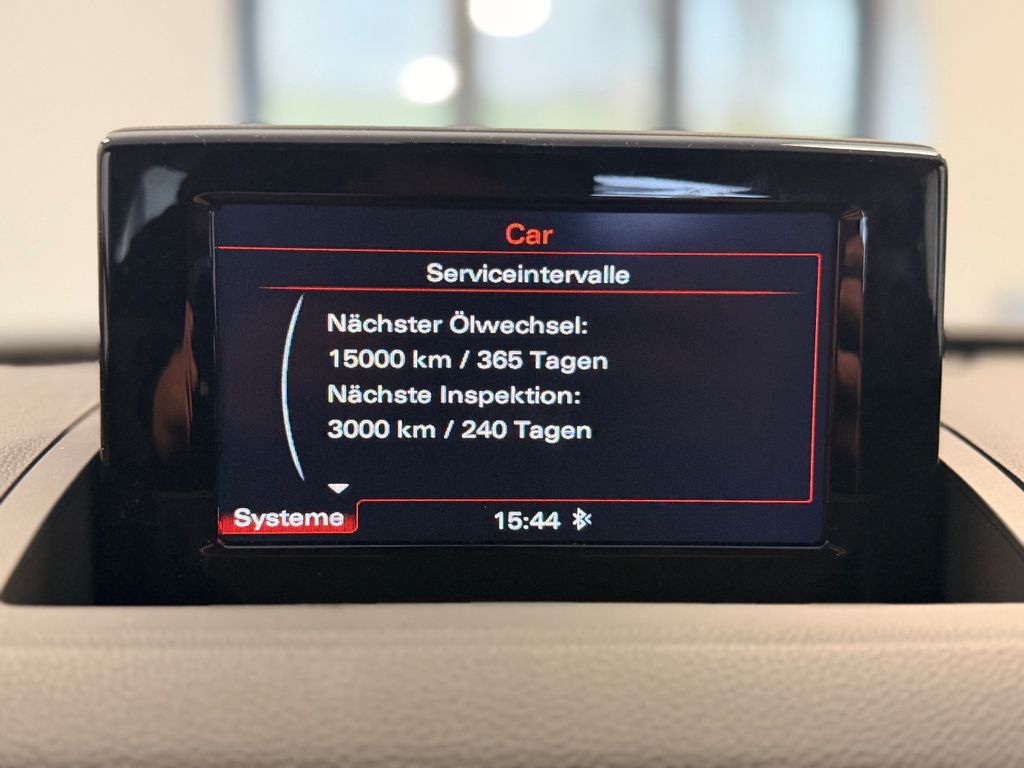 Car
Serviceintervalle
Nächster Ölwechsel:
15000 km / 365 Tagen
Nächste Inspektion:
3000 km / 240 Tagen
Systeme
15:44